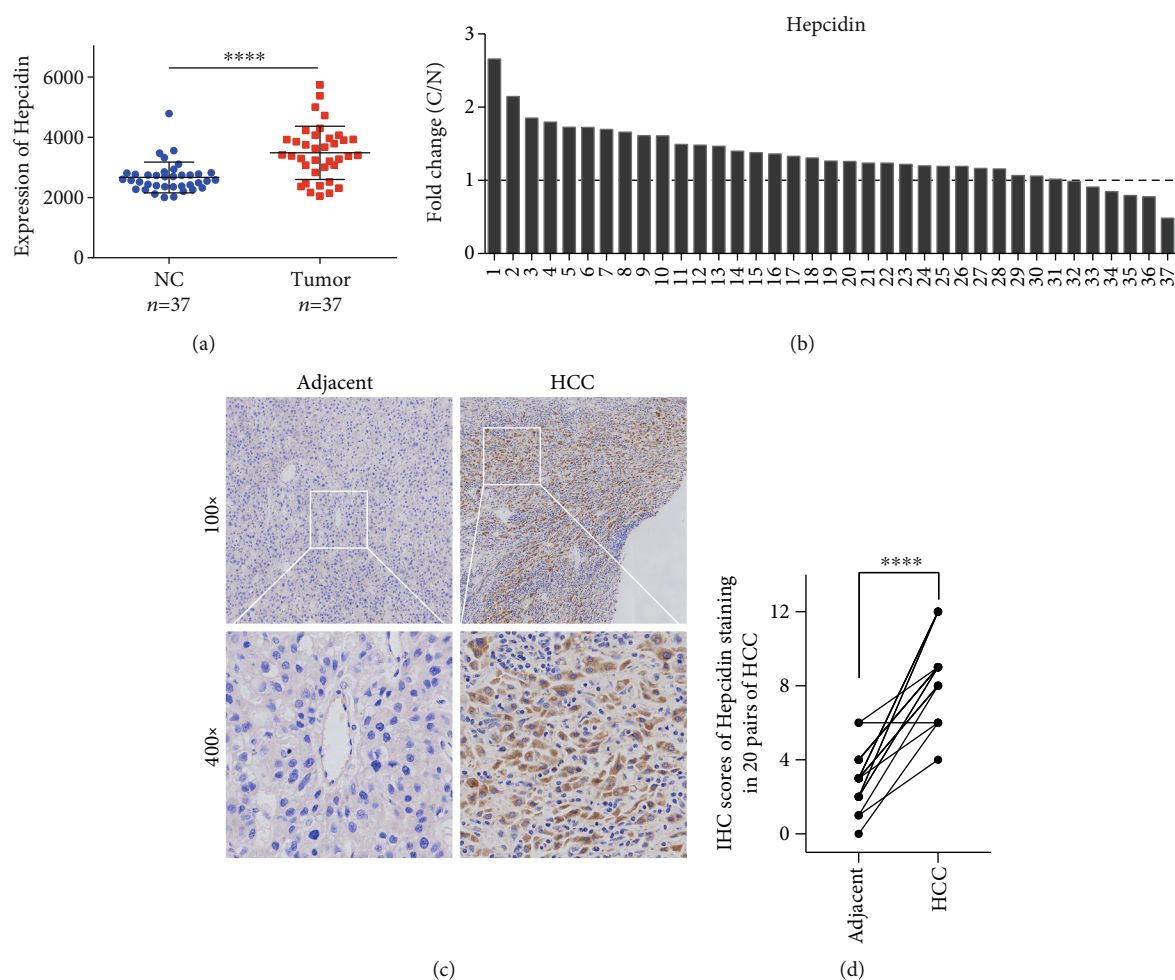 Expression of Hepcidin
6000
4000
2000
0
****
NC
n=37
Tumor
n=37
(a)
Hepcidin
Fold change (C/N)
3
2
1
0
1 2 3 4 5 6 7 8 9 10 11 12 13 14 15 16 17 18 19 20 21 22 23 24 25 26 27 28 29 30 31 32 33 34 35 36 37
(b)
Adjacent
HCC
100×
400×
(c)
IHC scores of Hepcidin staining
in 20 pairs of HCC
****
12
8
4
0
Adjacent
HCC
(d)